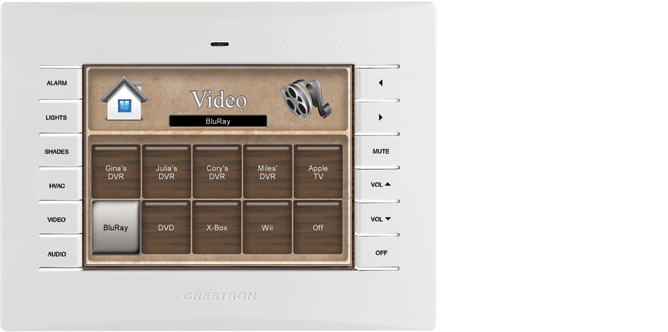 ALARM
LIGHTS
SHADES
HVAC
VIDEO
AUDIO
Video
BluRay
Gina's
DVR
Julia's
DVR
Cory's
DVR
Miles'
DVR
Apple
TV
BluRay
DVD
X-Box
Wii
Off
MUTE
VOL
VOL
OFF
CRESTRON